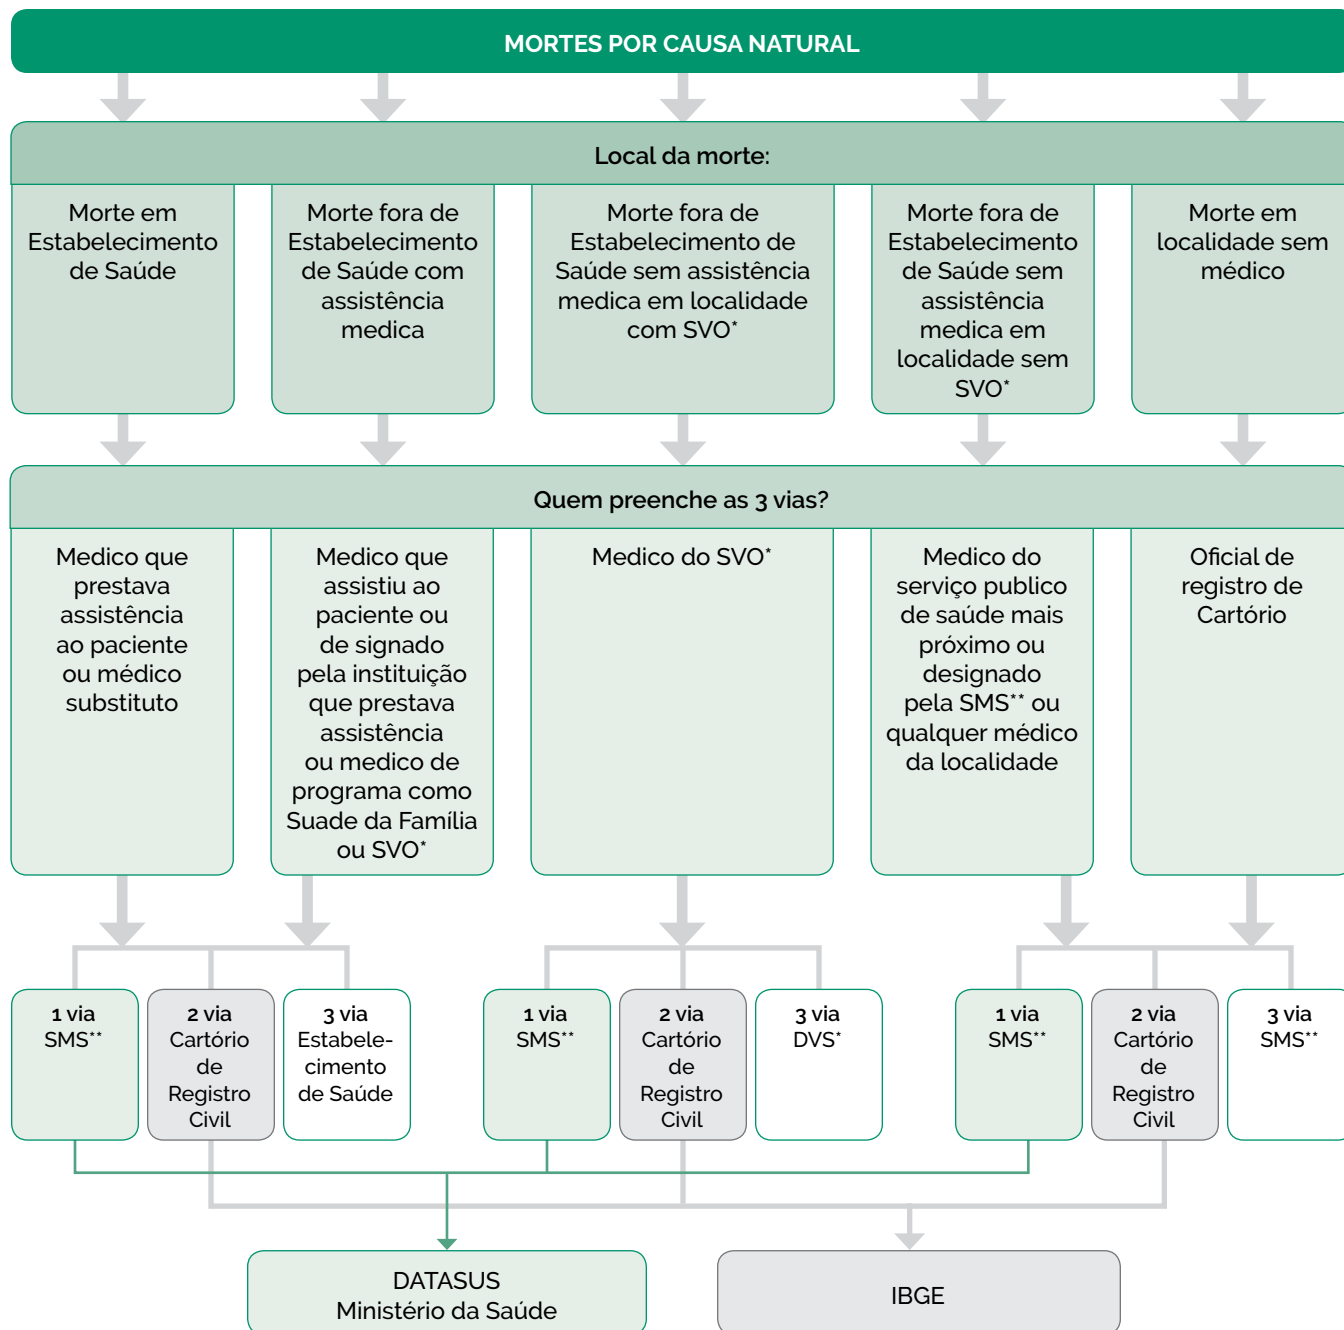 MORTES POR CAUSA NATURAL
Local da morte:
Morte em
Estabelecimento
de Saúde
Morte fora de
Estabelecimento
de Saúde com
assistência
medica
Morte fora de
Estabelecimento de
Saúde sem assistência
medica em localidade
com SVO*
Morte fora de
Estabelecimento
de Saúde sem
assistência
medica em
localidade sem
SVO*
Morte em
localidade sem
médico
Quem preenche as 3 vias?
Medico que
prestava
assistência
ao paciente
ou médico
substituto
Medico que
assistiu ao
paciente ou
de signado
pela instituição
que prestava
assistência
ou medico de
programa como
Suade da Família
ou SVO*
Medico do SVO*
Medico do
serviço publico
de saúde mais
próximo ou
designado
pela SMS** ou
qualquer médico
da localidade
Oficial de
registro de
Cartório
1 via
SMS**
2 via
Cartório
de
Registro
Civil
3 via
Estabele-
cimento
de Saúde
1 via
SMS**
2 via
Cartório
de
Registro
Civil
3 via
DVS*
1 via
SMS**
2 via
Cartório
de
Registro
Civil
3 via
SMS**
DATASUS
Ministério da Saúde
IBGE